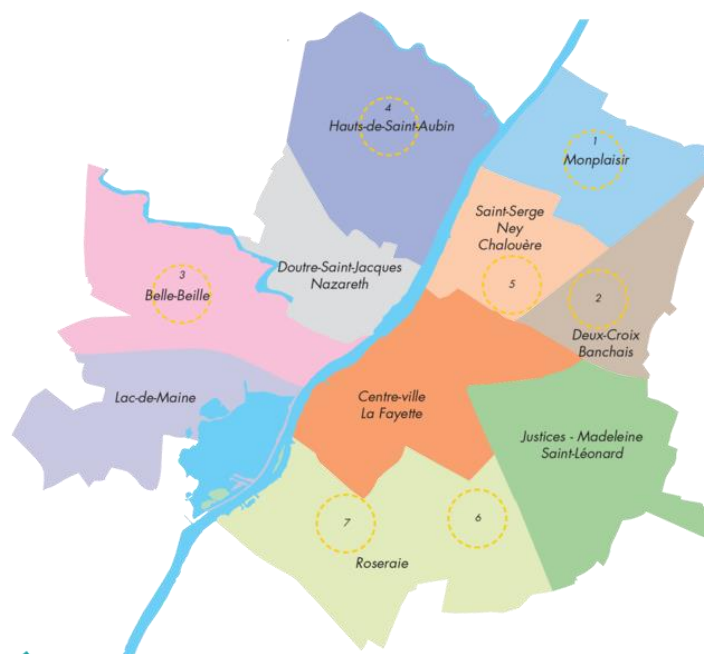 4
Hauts-de-Saint-Aubin
1
Monplaisir
Saint-Serge
Ney
Chalouère
Doutre-Saint-Jacques
Nazareth
3
Belle-Beille
5
2
Deux-Croix
Banchais
Lac-de-Maine
Centre-ville
La Fayette
Justices - Madeleine
Saint-Léonard
7
6
Roseraie